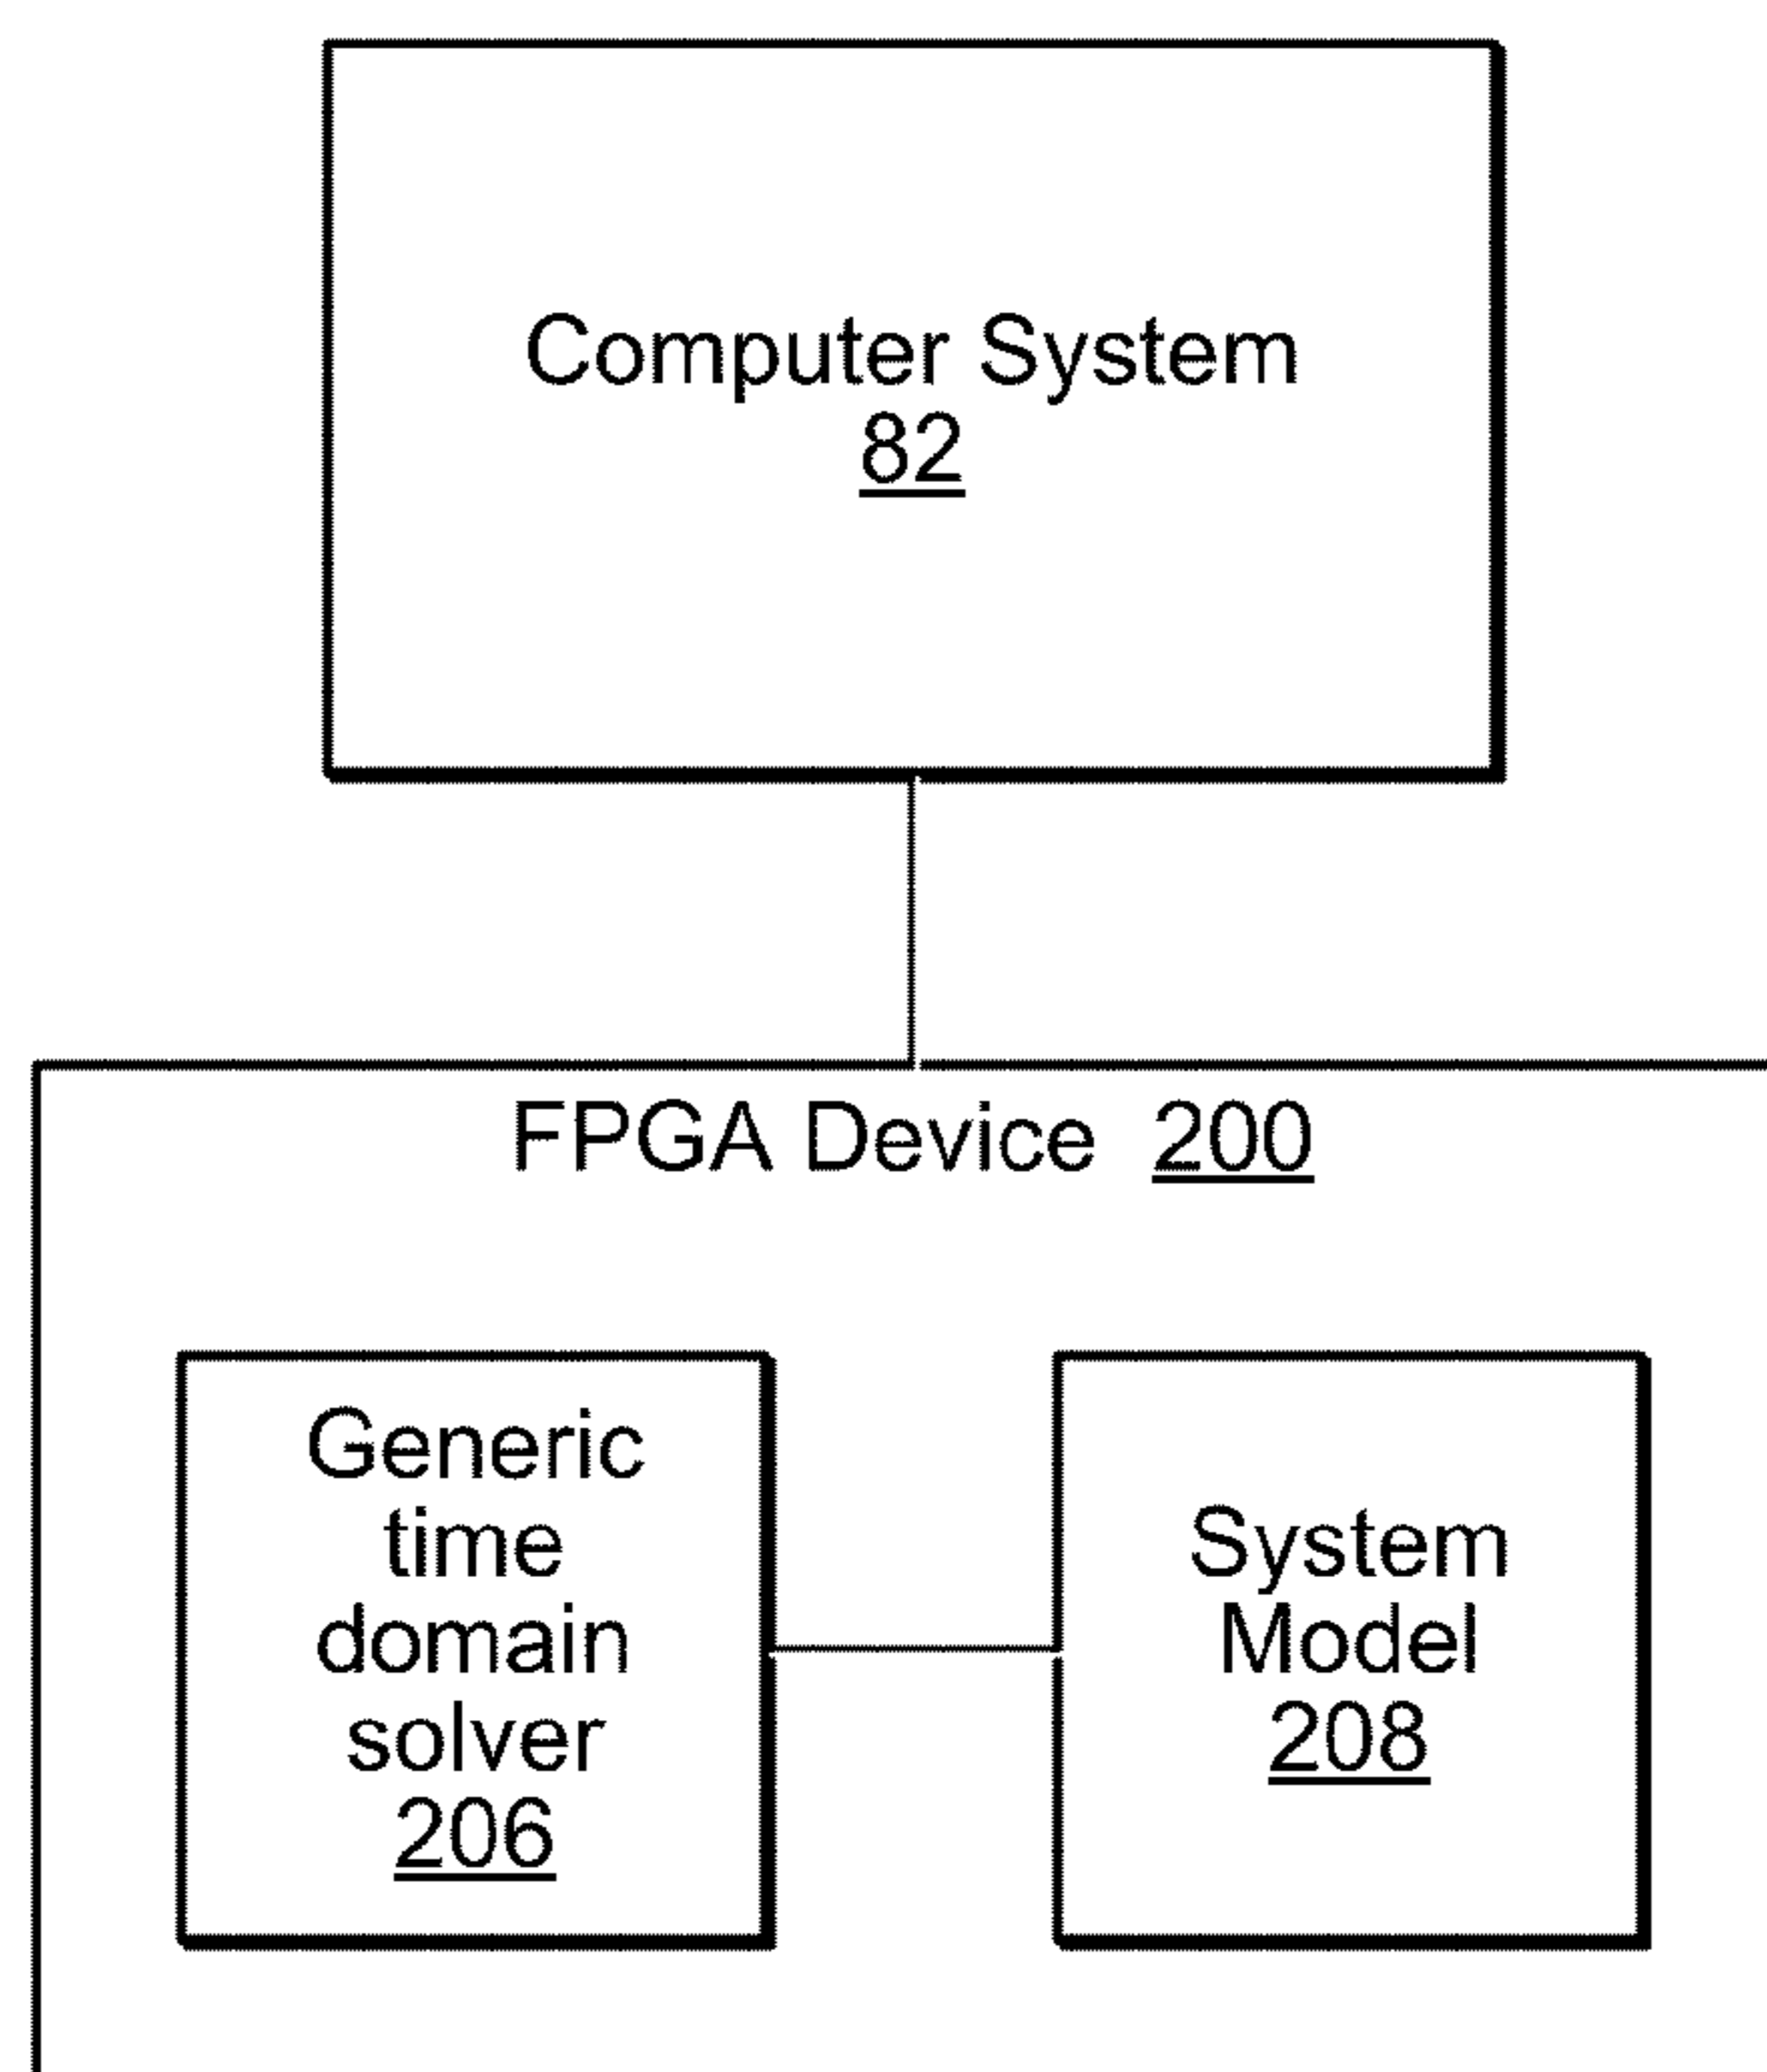 Computer System
82
FPGA Device 200
Generic
time
domain
solver
206
System
Model
208